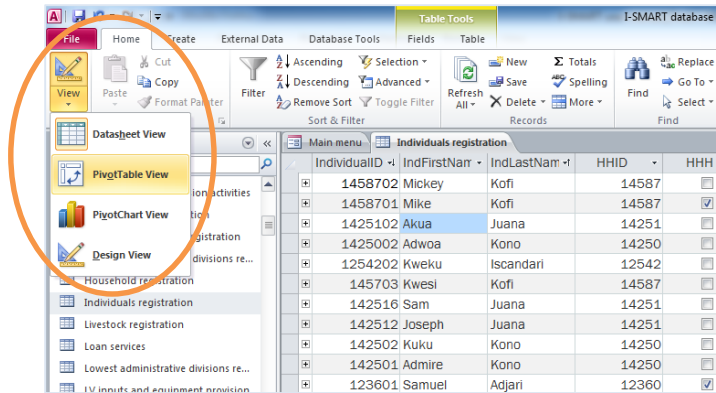 A
Table Tools
I-SMART database
File Home Create External Data Database Tools Fields Table
View
Paste
Cut
Copy
Format Painter
Filter
Ascending
Descending
Remove Sort
Selection
Advanced
Toggle Filter
Sort & Filter
Refresh All
New
Save
Delete
Totals
Spelling
More
Records
Find
Replace
Go To
Select
Find
Datasheet View
PivotTable View
PivotChart View
Design View
ion activities
gistration
divisions re...
Household registration
Individuals registration
Livestock registration
Loan services
Lowest administrative divisions re...
LV inputs and equipment provision
Main menu Individuals registration
IndividualID IndFirstNam IndLastNam HHID HHH
1458702 Mickey Kofi 14587
1458701 Mike Kofi 14587
1425102 Akua Juana 14251
1425002 Adwoa Kono 14250
1254202 Kweku Iscandari 12542
145703 Kwesi Kofi 14587
142516 Sam Juana 14251
142512 Joseph Juana 14251
142502 Kuku Kono 14250
142501 Admire Kono 14250
123601 Samuel Adjari 12360